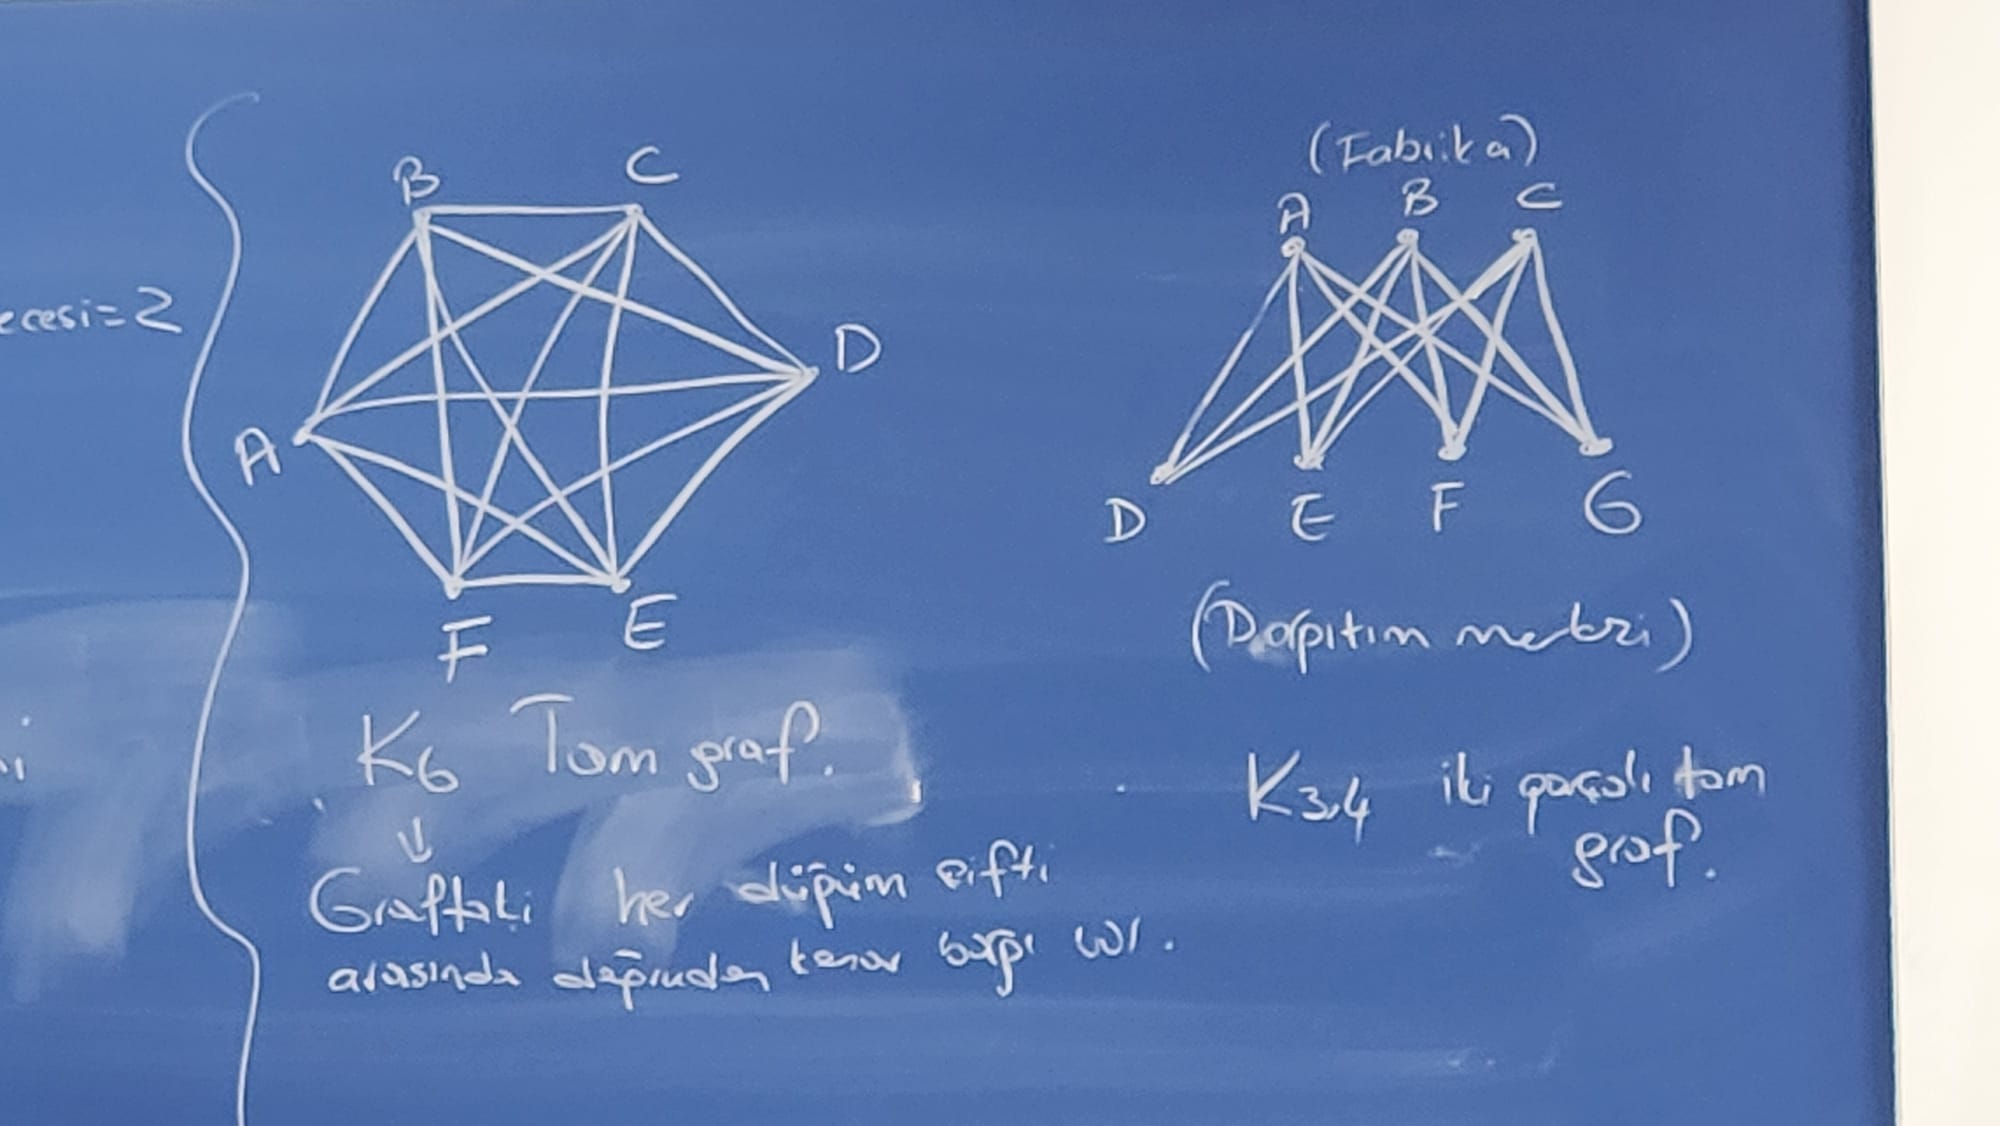 ecesi=2
B C
D
A
F E
K6 Tam graf.
Graftaki her düğüm çifti
arasında doğrudan kenar bağı var.
(Fabrika)
A B C
D E F G
(Dağıtım merkezi)
K3,4 iki parçalı tam
graf.